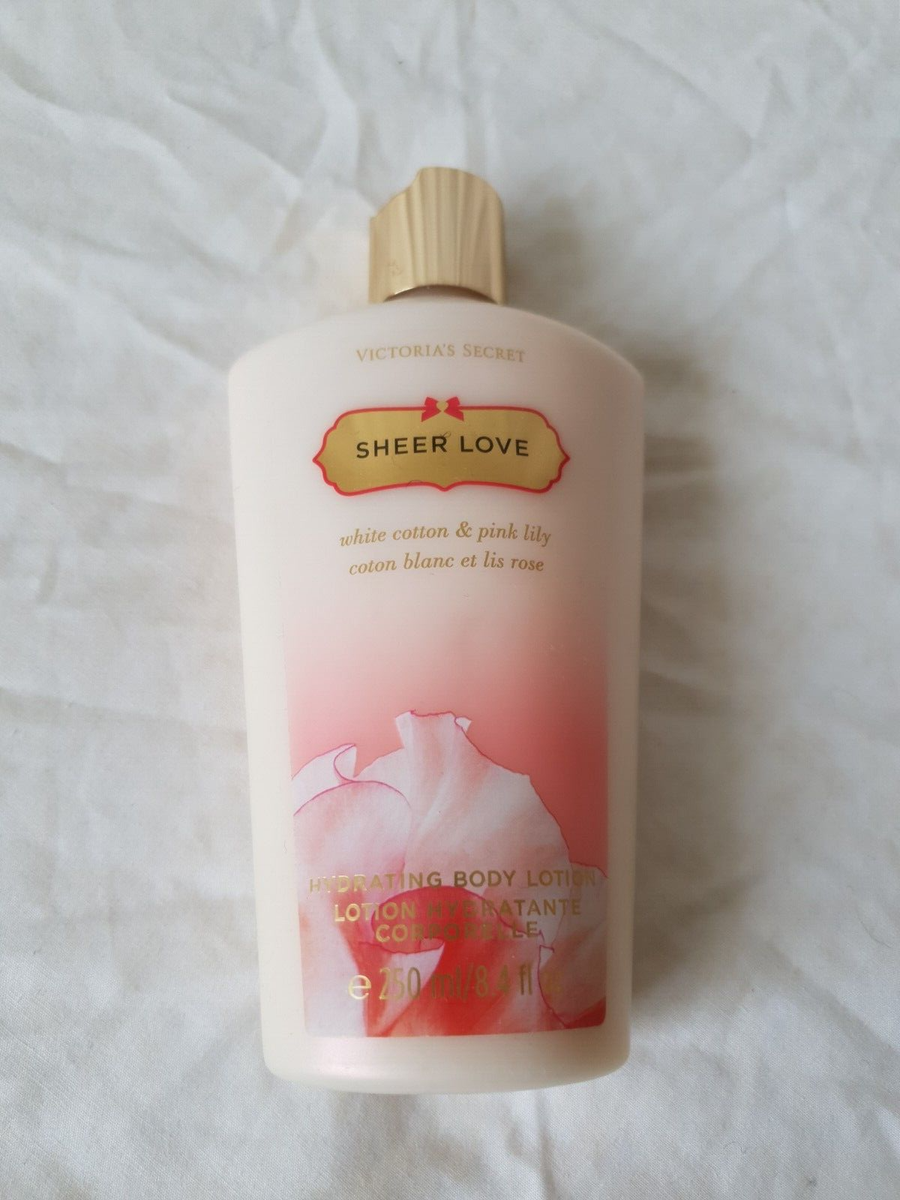 VICTORIA'S SECRET
SHEER LOVE
white cotton & pink lily
coton blanc et lis rose
HYDRATING BODY LOTION
LOTION HYDRATANTE
CORPORELLE
e 250 ml/8.4 fl oz